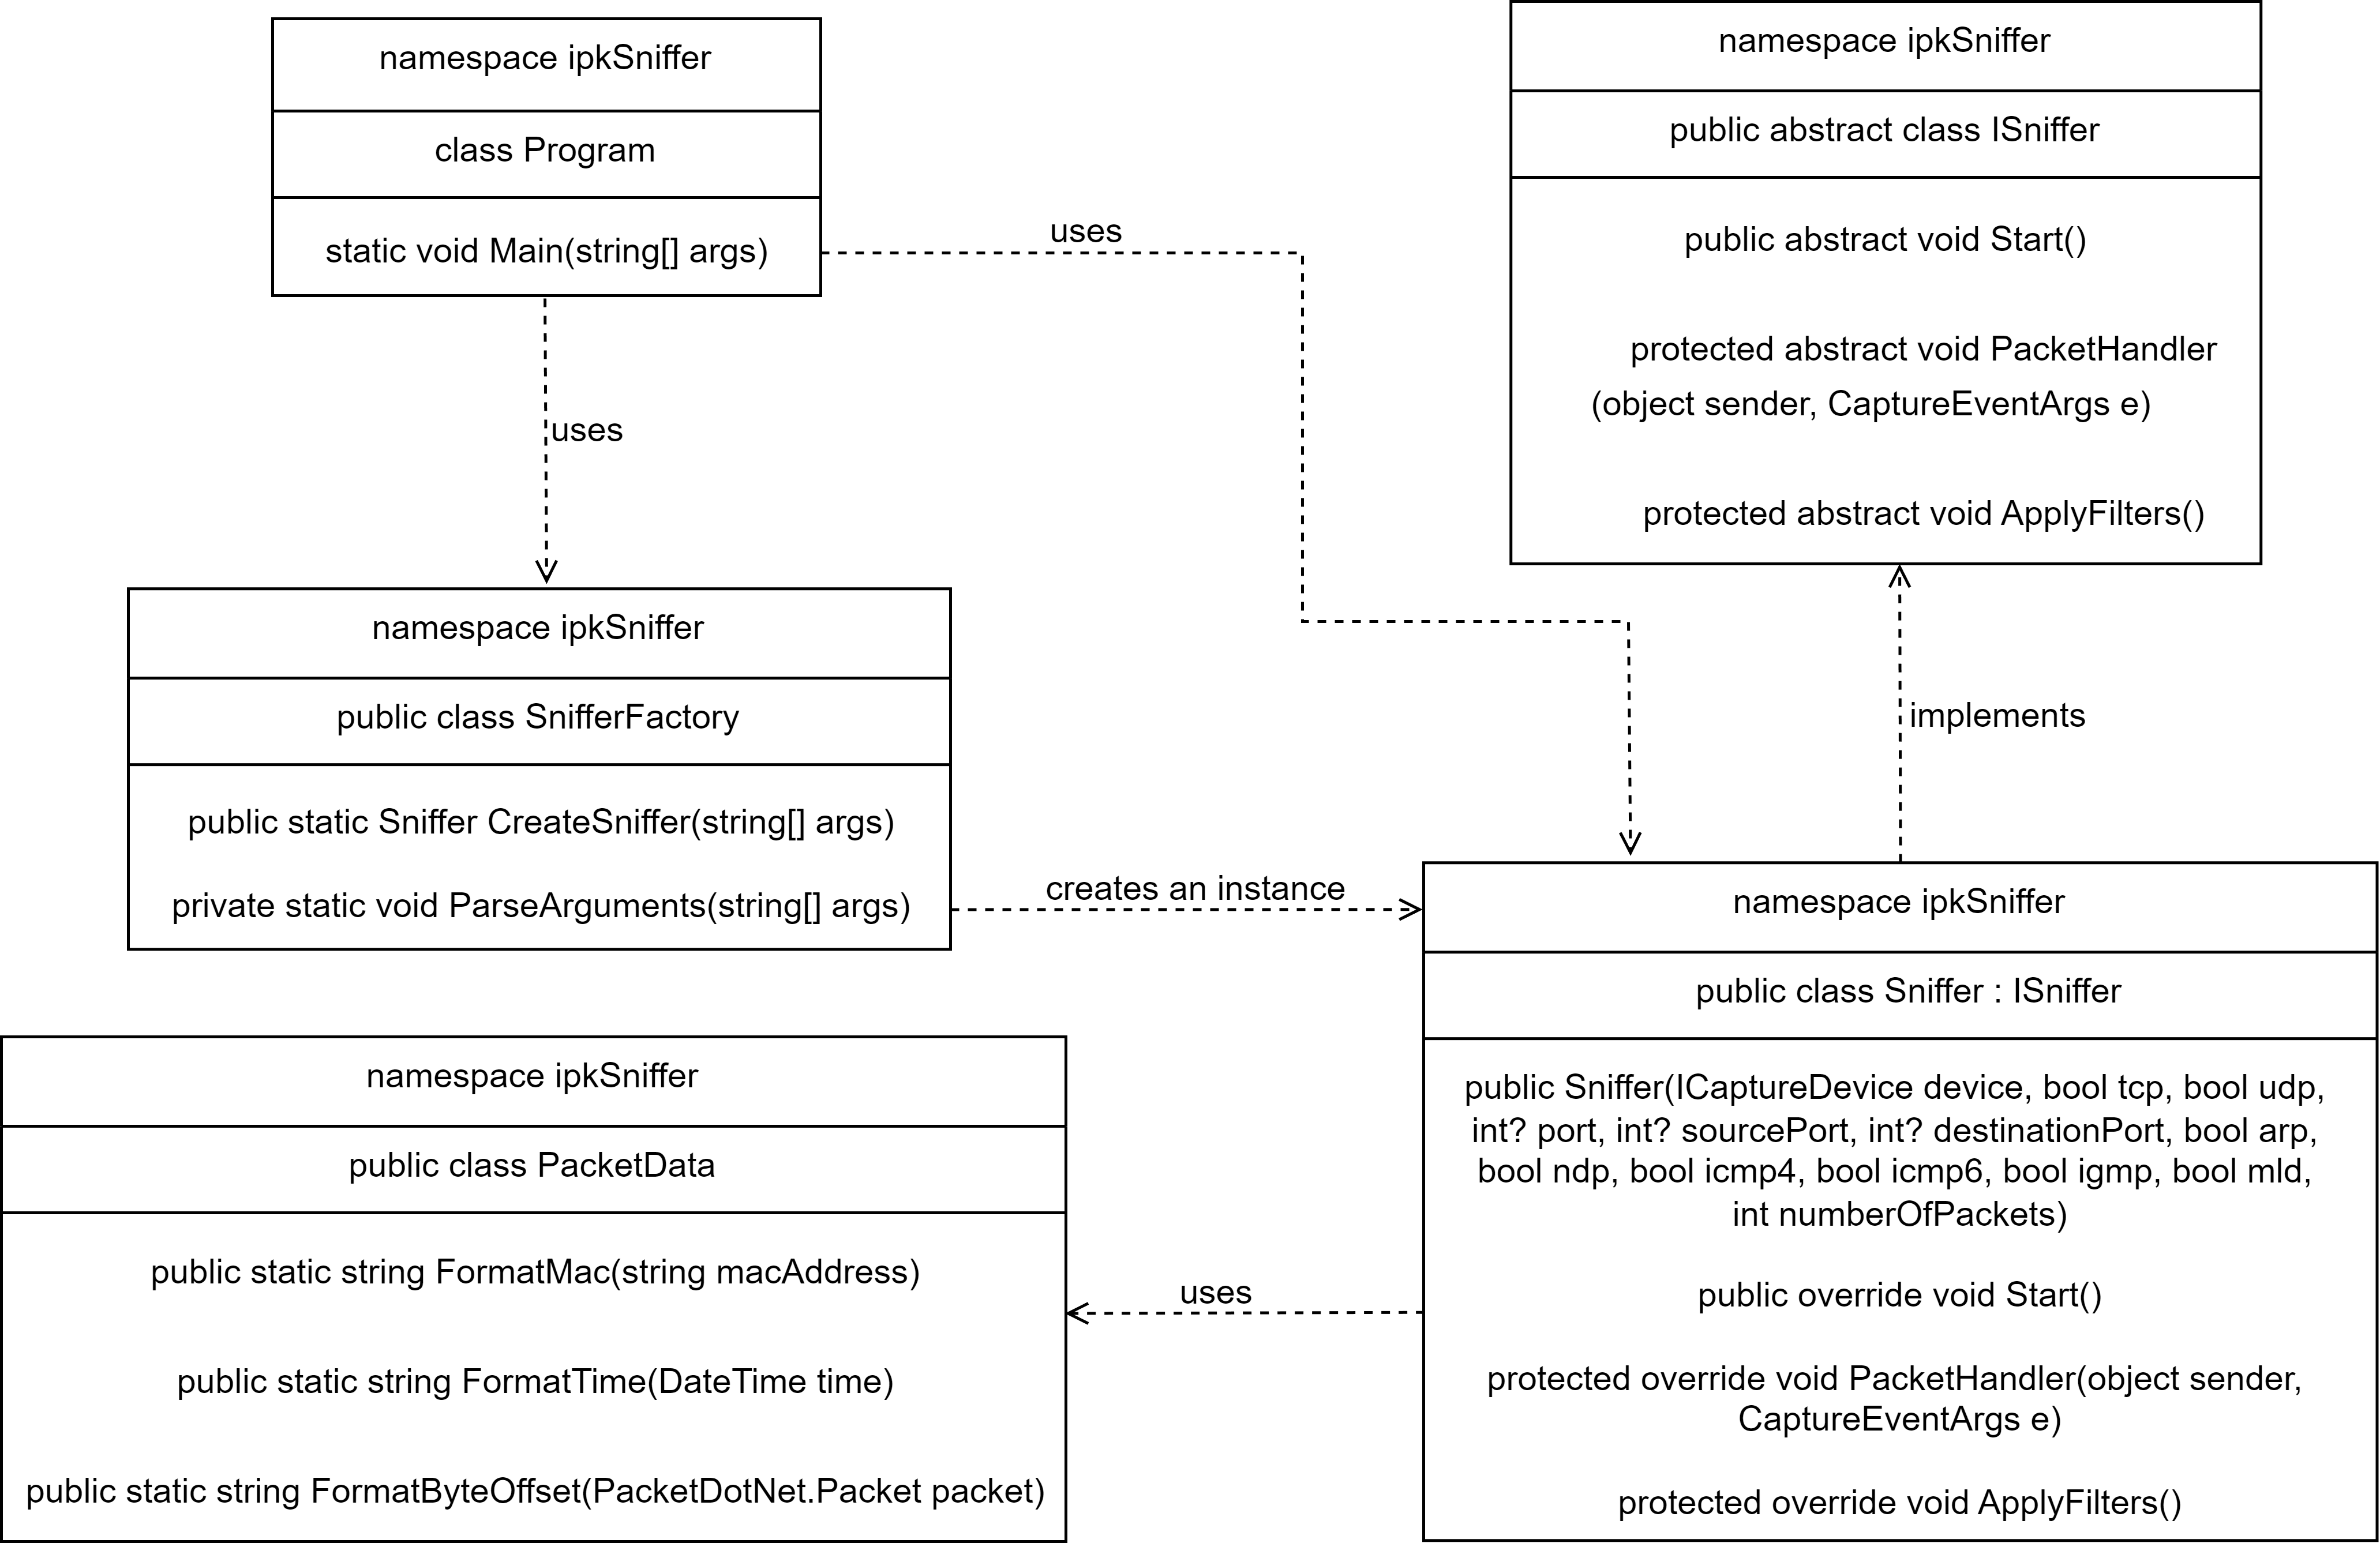 namespace ipkSniffer
class Program
static void Main(string[] args)
uses
uses
namespace ipkSniffer
public abstract class ISniffer
public abstract void Start()
protected abstract void PacketHandler
(object sender, CaptureEventArgs e)
protected abstract void ApplyFilters()
implements
namespace ipkSniffer
public class SnifferFactory
public static Sniffer CreateSniffer(string[] args)
private static void ParseArguments(string[] args)
creates an instance
namespace ipkSniffer
public class Sniffer : ISniffer
public Sniffer(ICaptureDevice device, bool tcp, bool udp,
int? port, int? sourcePort, int? destinationPort, bool arp,
bool ndp, bool icmp4, bool icmp6, bool igmp, bool mld,
int numberOfPackets)
public override void Start()
protected override void PacketHandler(object sender,
CaptureEventArgs e)
protected override void ApplyFilters()
uses
namespace ipkSniffer
public class PacketData
public static string FormatMac(string macAddress)
public static string FormatTime(DateTime time)
public static string FormatByteOffset(PacketDotNet.Packet packet)